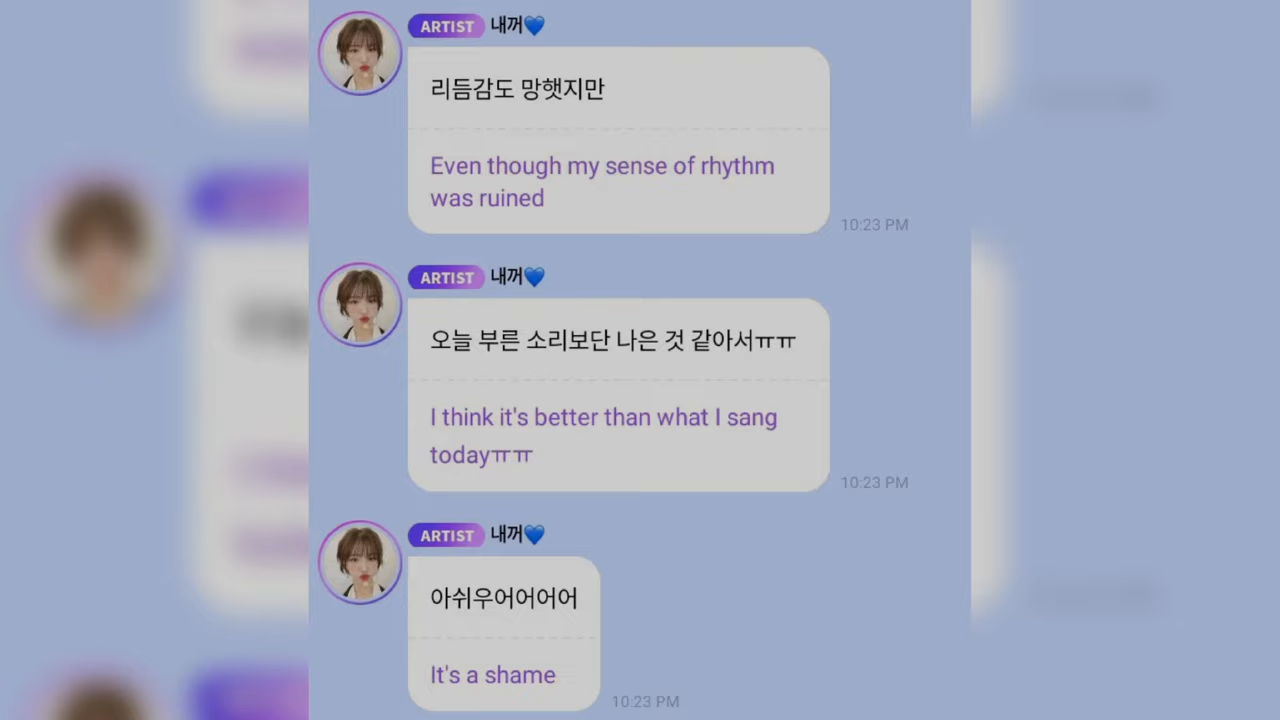 ARTIST 내꺼💙
리듬감도 망햇지만
Even though my sense of rhythm
was ruined
10:23 PM
ARTIST 내꺼💙
오늘 부른 소리보단 나은 것 같아서ㅠㅠ
I think it's better than what I sang
todayㅠㅠ
10:23 PM
ARTIST 내꺼💙
아쉬우어어어어
It's a shame
10:23 PM